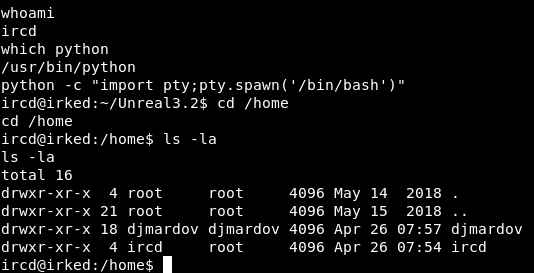 whoami
ircd
which python
/usr/bin/python
python -c "import pty;pty.spawn('/bin/bash')"
ircd@irked:~/Unreal3.2$ cd /home
cd /home
ircd@irked:/home$ ls -la
ls -la
total 16
drwxr-xr-x  4 root     root     4096 May 14  2018 .
drwxr-xr-x 21 root     root     4096 May 15  2018 ..
drwxr-xr-x 18 djmardov djmardov 4096 Apr 26 07:57 djmardov
drwxr-xr-x  4 ircd     root     4096 Apr 26 07:54 ircd
ircd@irked:/home$